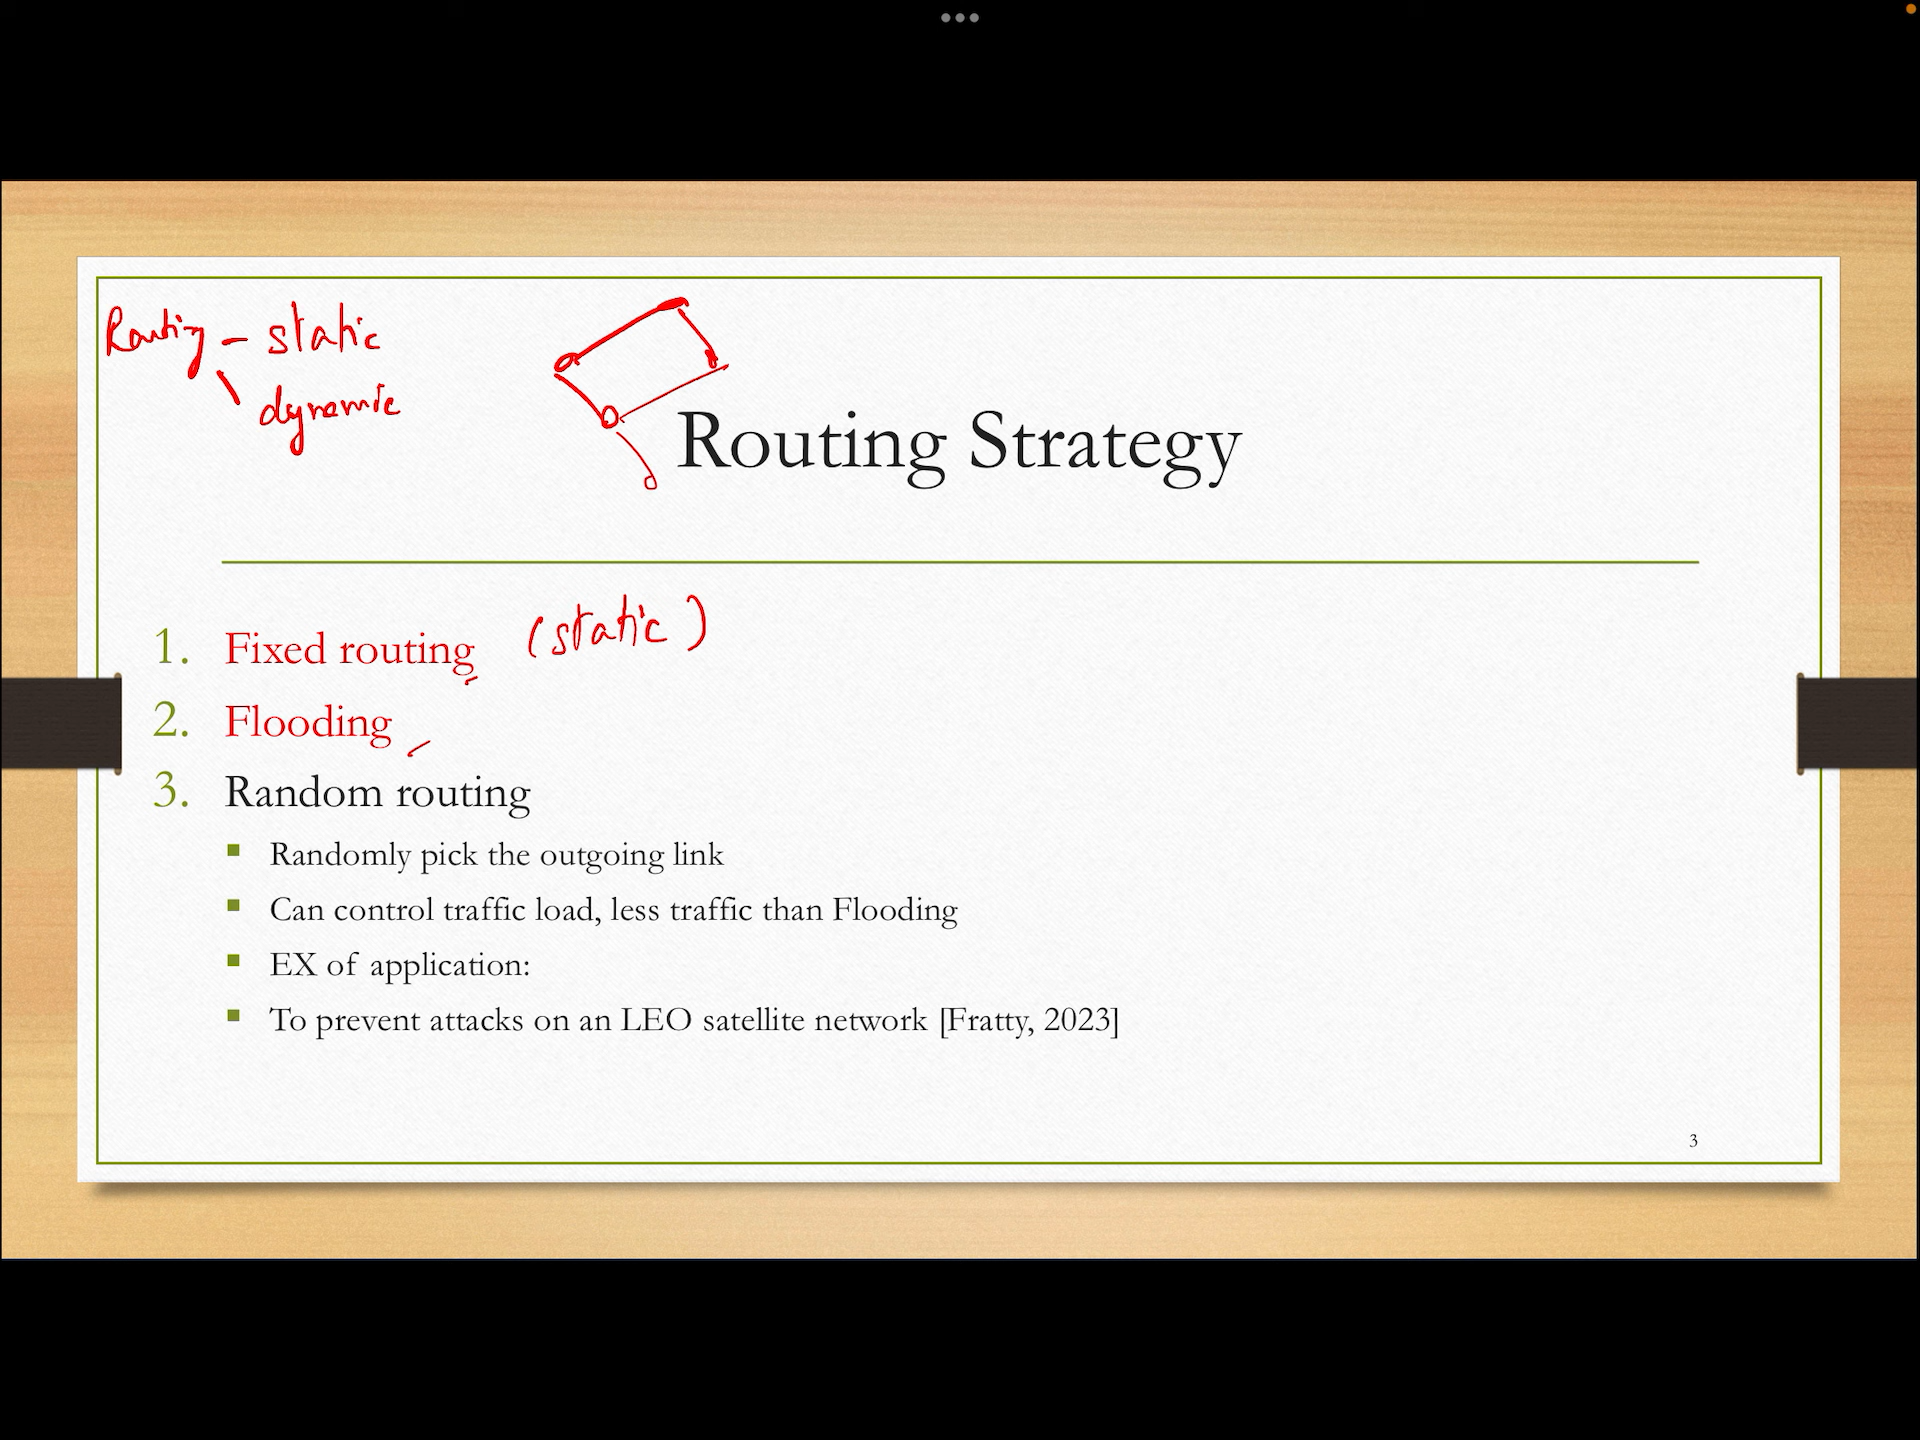 Routing - static
dynamic
Routing Strategy
1. Fixed routing (static)
2. Flooding
3. Random routing
▪ Randomly pick the outgoing link
▪ Can control traffic load, less traffic than Flooding
▪ EX of application:
▪ To prevent attacks on an LEO satellite network [Fratty, 2023]
3